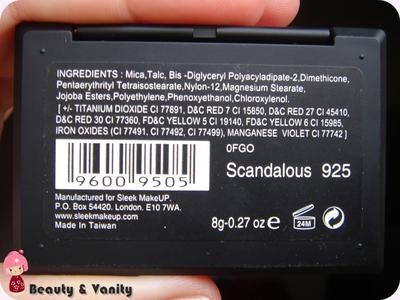 INGREDIENTS : Mica,Talc, Bis -Diglyceryl Polyacyladipate-2,Dimethicone,
Pentaerythrityl Tetraisostearate,Nylon-12,Magnesium Stearate,
Jojoba Esters,Polyethylene,Phenoxyethanol,Chloroxylenol.
[ +/- TITANIUM DIOXIDE CI 77891, D&C RED 7 CI 15850, D&C RED 27 CI 45410,
D&C RED 30 CI 77360, FD&C YELLOW 5 CI 19140, FD&C YELLOW 6 CI 15985,
IRON OXIDES (CI 77491, CI 77492, CI 77499), MANGANESE VIOLET CI 77742 ]
0FGO
Scandalous 925
9600 9505
Manufactured for Sleek MakeUP.
P.O. Box 54420. London. E10 7WA.
www.sleekmakeup.com
Made In Taiwan
8g-0.27 oz e
24M
Beauty & Vanity